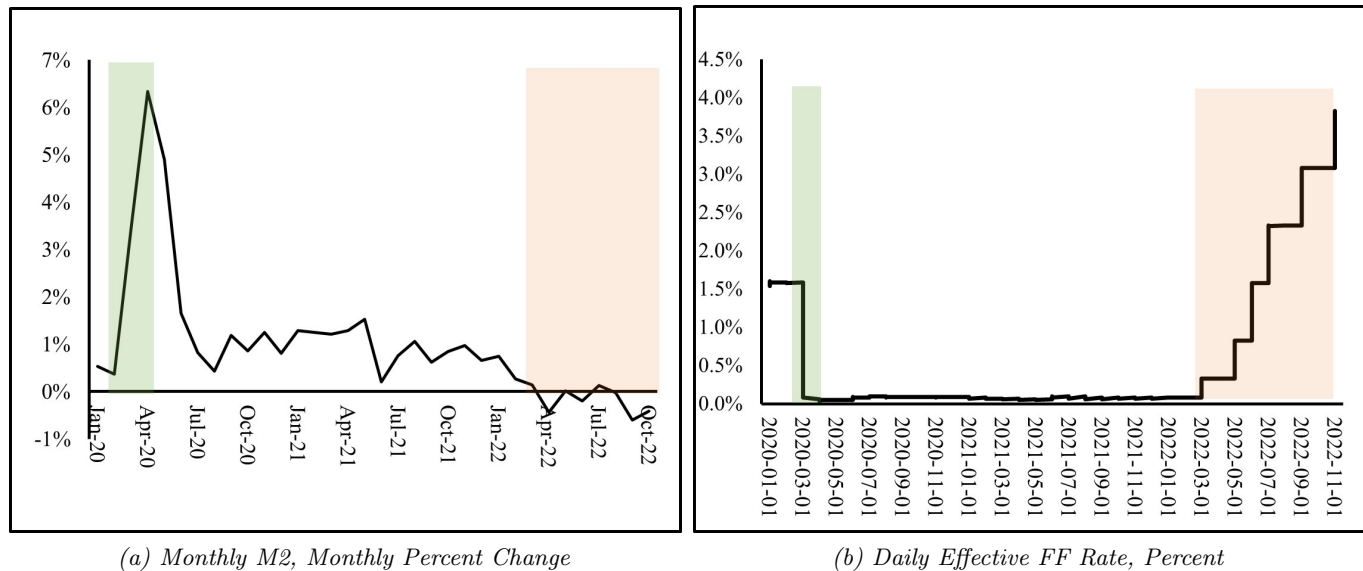 7%
6%
5%
4%
3%
2%
1%
0%
-1%
Jan-20
Apr-20
Jul-20
Oct-20
Jan-21
Apr-21
Jul-21
Oct-21
Jan-22
Apr-22
Jul-22
Oct-22
(a) Monthly M2, Monthly Percent Change
4.5%
4.0%
3.5%
3.0%
2.5%
2.0%
1.5%
1.0%
0.5%
0.0%
2020-01-01
2020-03-01
2020-05-01
2020-07-01
2020-09-01
2020-11-01
2021-01-01
2021-03-01
2021-05-01
2021-07-01
2021-09-01
2021-11-01
2022-01-01
2022-03-01
2022-05-01
2022-07-01
2022-09-01
2022-11-01
(b) Daily Effective FF Rate, Percent